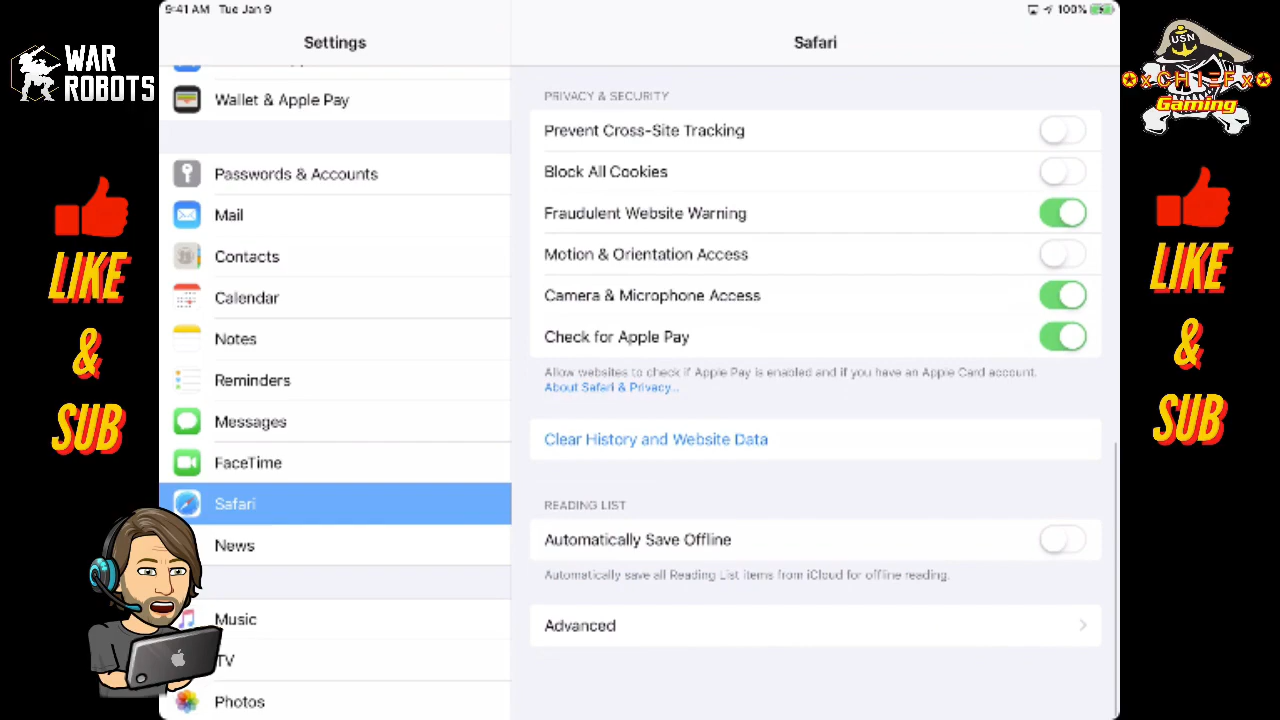 9:41 AM Tue Jan 9
100%
Settings
Safari
WAR
ROBOTS
USN
✪xCHIEFx✪
Gaming
Wallet & Apple Pay
Passwords & Accounts
Mail
Contacts
Calendar
Notes
Reminders
Messages
FaceTime
Safari
News
Music
TV
Photos
PRIVACY & SECURITY
Prevent Cross-Site Tracking
Block All Cookies
Fraudulent Website Warning
Motion & Orientation Access
Camera & Microphone Access
Check for Apple Pay
Allow websites to check if Apple Pay is enabled and if you have an Apple Card account.
About Safari & Privacy...
Clear History and Website Data
READING LIST
Automatically Save Offline
Automatically save all Reading List items from iCloud for offline reading.
Advanced
LIKE
&
SUB
LIKE
&
SUB